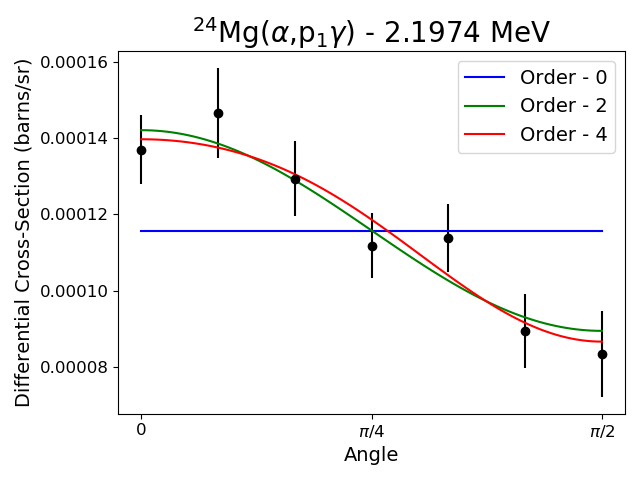 ²⁴Mg(α,p₁γ) - 2.1974 MeV
Differential Cross-Section (barns/sr)
0.00016
0.00014
0.00012
0.00010
0.00008
Order - 0
Order - 2
Order - 4
0 π/4 π/2
Angle